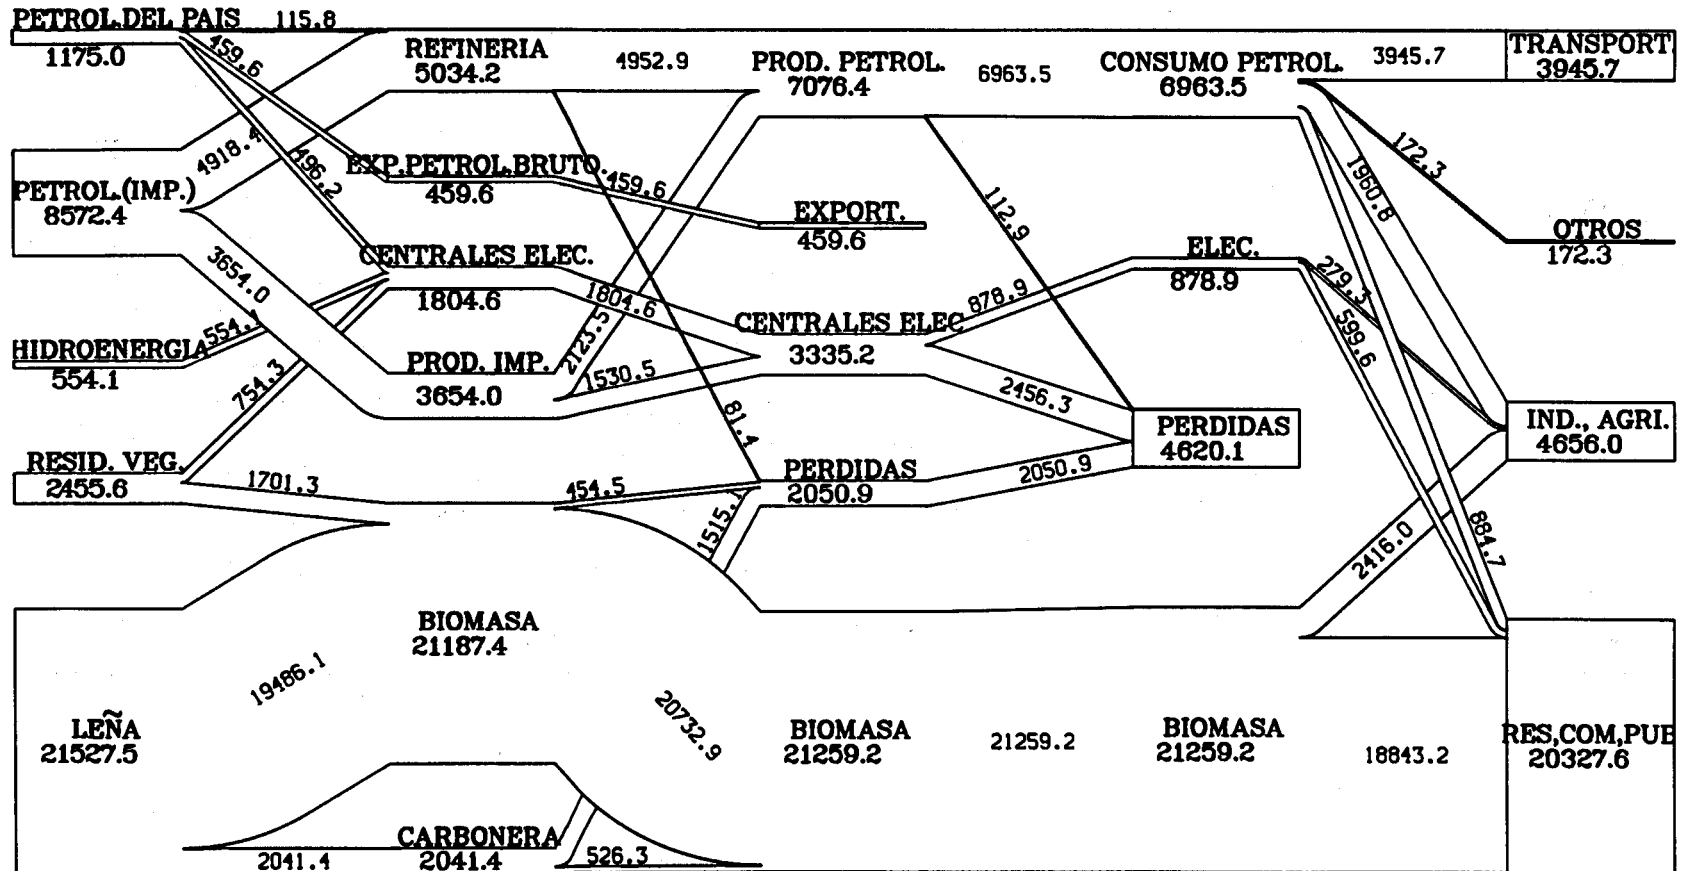 PETROL.DEL PAIS
1175.0
115.8
459.6
496.2
REFINERIA
5034.2
4952.9
PROD. PETROL.
7076.4
6963.5
CONSUMO PETROL.
6963.5
3945.7
TRANSPORT.
3945.7
PETROL.(IMP.)
8572.4
4918.4
3654.0
EXP.PETROL.BRUTO.
459.6
459.6
EXPORT.
459.6
112.9
172.3
1960.8
OTROS
172.3
CENTRALES ELEC.
1804.6
1804.6
878.9
ELEC.
878.9
279.3
599.6
HIDROENERGIA
554.1
554.1
754.3
PROD. IMP.
3654.0
2123.5
1530.5
CENTRALES ELEC
3335.2
2456.3
81.4
PERDIDAS
4620.1
IND., AGRI.
4656.0
RESID. VEG.
2455.6
1701.3
454.5
1515.1
PERDIDAS
2050.9
2050.9
2416.0
884.7
LEÑA
21527.5
19486.1
BIOMASA
21187.4
20732.9
BIOMASA
21259.2
21259.2
BIOMASA
21259.2
18843.2
RES,COM,PUB
20327.6
2041.4
CARBONERA
2041.4
526.3